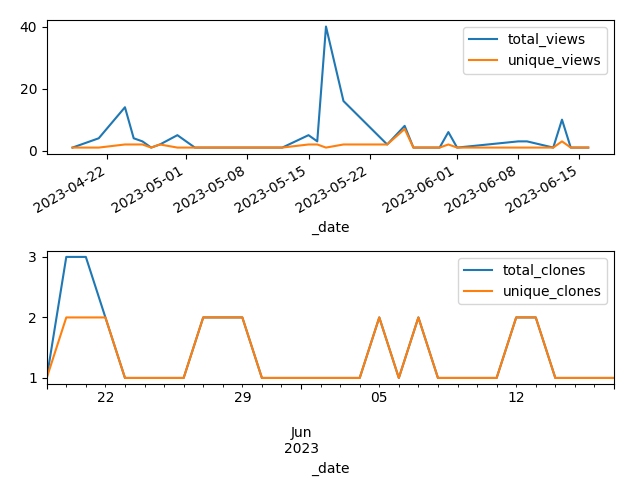 40
20
0
total_views
unique_views
2023-04-22
2023-05-01
2023-05-08
2023-05-15
2023-05-22
2023-06-01
2023-06-08
2023-06-15
_date
3
2
1
total_clones
unique_clones
22
29
05
12
Jun
2023
_date